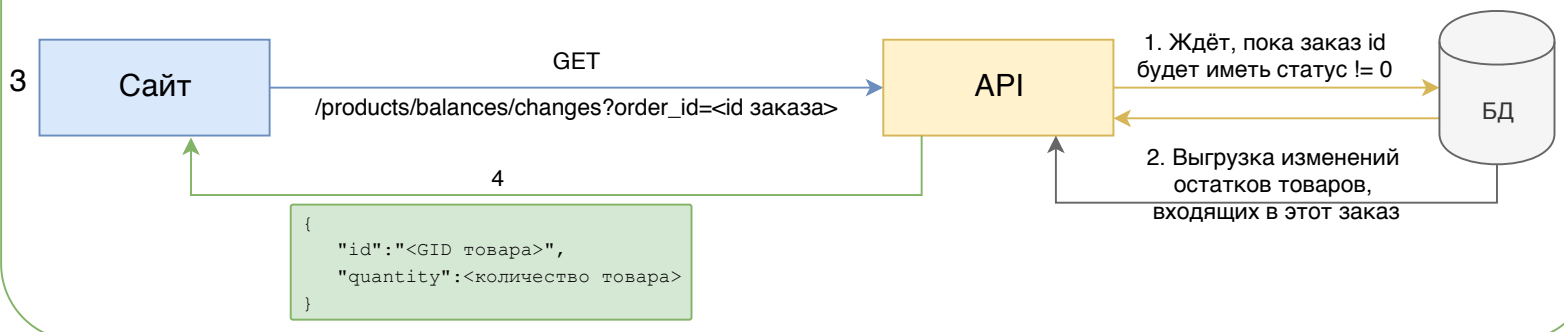 3
Сайт
GET
/products/balances/changes?order_id=<id заказа>
API
1. Ждёт, пока заказ id
будет иметь статус != 0
БД
2. Выгрузка изменений
остатков товаров,
входящих в этот заказ
4
{
"id":"<GID товара>",
"quantity":<количество товара>
}